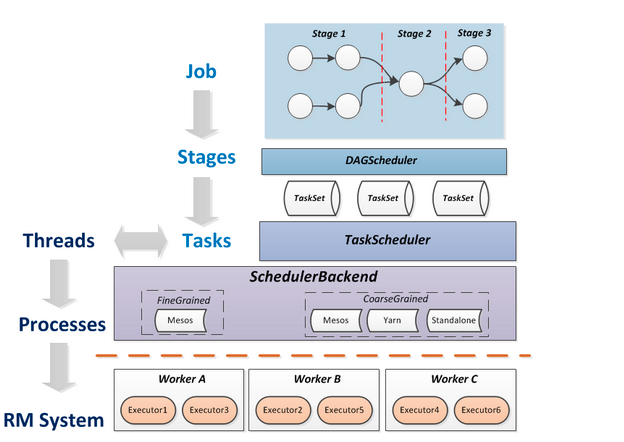 Stage 1
Stage 2
Stage 3
Job
Stages
DAGScheduler
TaskSet
TaskSet
TaskSet
Threads
Tasks
TaskScheduler
SchedulerBackend
FineGrained
CoarseGrained
Mesos
Mesos
Yarn
Standalone
Processes
Worker A
Worker B
Worker C
Executor1
Executor3
Executor2
Executor5
Executor4
Executor6
RM System